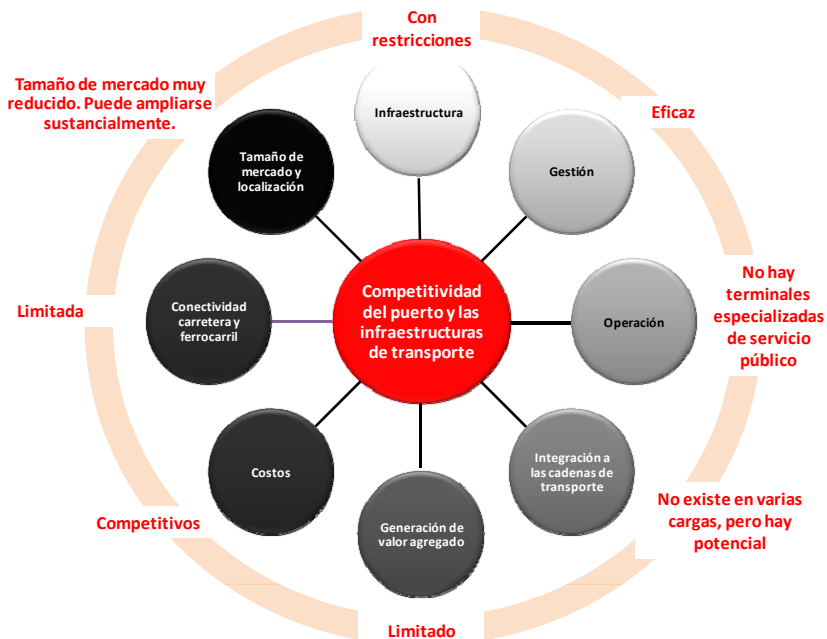 Con
restricciones
Tamaño de mercado muy
reducido. Puede ampliarse
sustancialmente.
Infraestructura
Eficaz
Tamaño de
mercado y
localización
Gestión
Limitada
Conectividad
carretera y
ferrocarril
Competitividad
del puerto y las
infraestructuras
de transporte
Operación
No hay
terminales
especializadas
de servicio
público
Costos
Integración a
las cadenas de
transporte
Competitivos
Generación de
valor agregado
No existe en varias
cargas, pero hay
potencial
Limitado